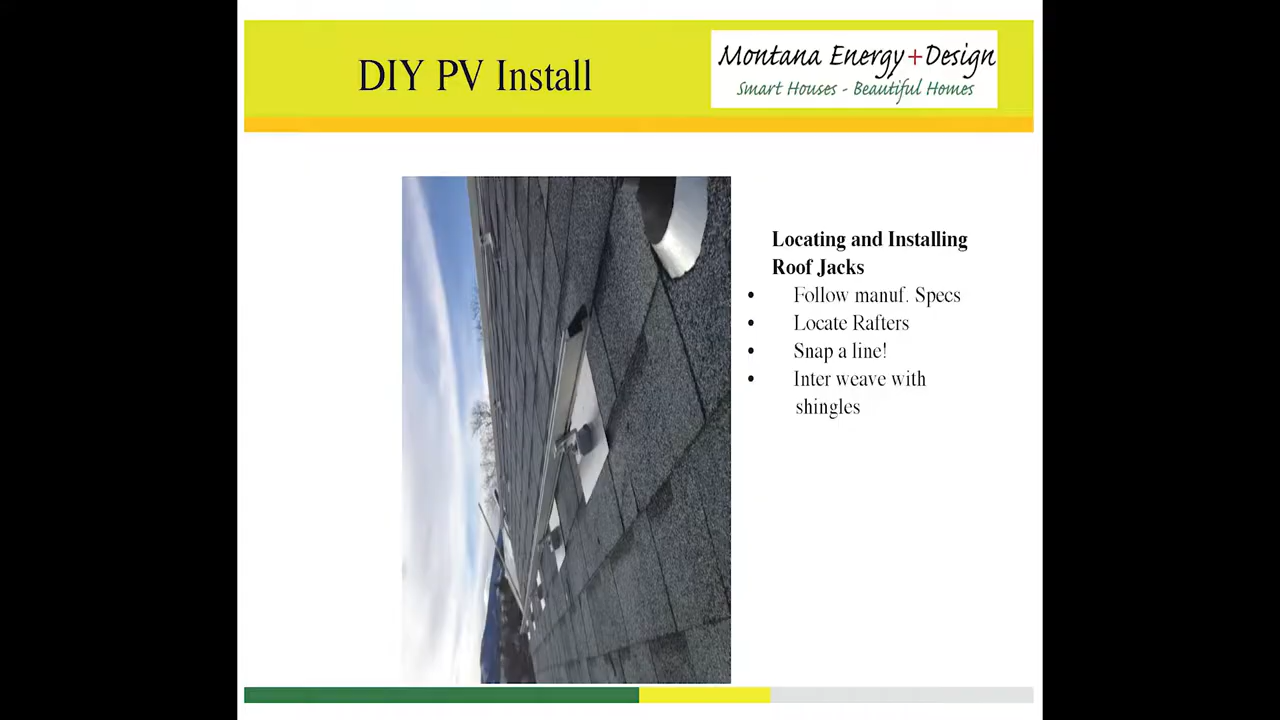 DIY PV Install
Montana Energy+Design
Smart Houses - Beautiful Homes
Locating and Installing
Roof Jacks
• Follow manuf. Specs
• Locate Rafters
• Snap a line!
• Inter weave with
shingles